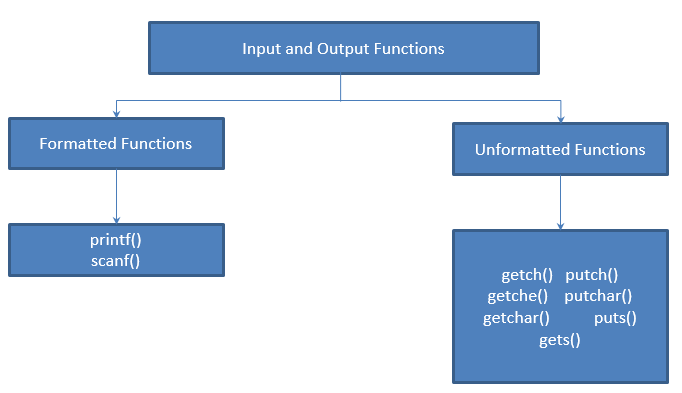 Input and Output Functions
Formatted Functions
Unformatted Functions
printf()
scanf()
getch() putch()
getche() putchar()
getchar() puts()
gets()